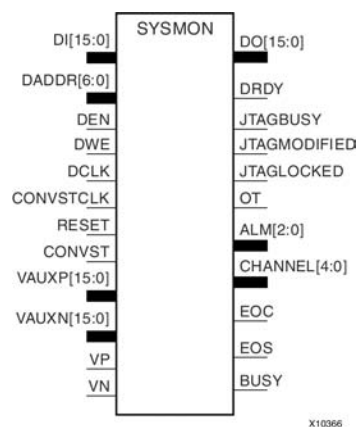 SYSMON
DI[15:0]
DADDR[6:0]
DEN
DWE
DCLK
CONVSTCLK
RESET
CONVST
VAUXP[15:0]
VAUXN[15:0]
VP
VN
DO[15:0]
DRDY
JTAGBUSY
JTAGMODIFIED
JTAGLOCKED
OT
ALM[2:0]
CHANNEL[4:0]
EOC
EOS
BUSY
X10366